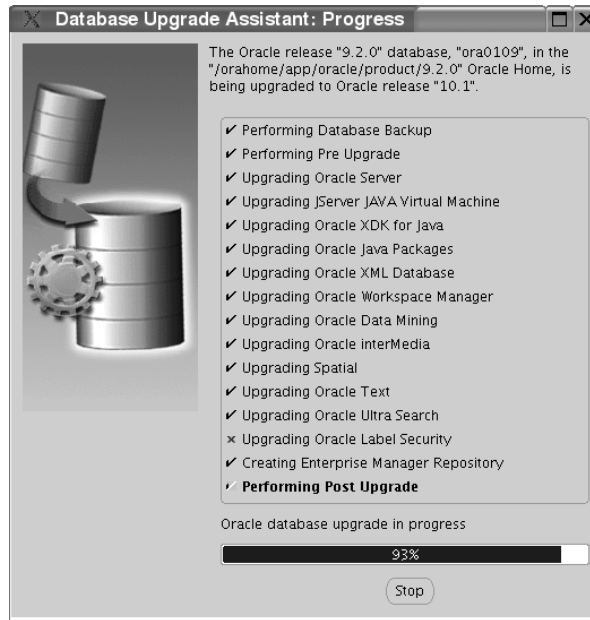 Database Upgrade Assistant: Progress
The Oracle release "9.2.0" database, "ora0109", in the
"/orahome/app/oracle/product/9.2.0" Oracle Home, is
being upgraded to Oracle release "10.1".
✔ Performing Database Backup
✔ Performing Pre Upgrade
✔ Upgrading Oracle Server
✔ Upgrading JServer JAVA Virtual Machine
✔ Upgrading Oracle XDK for Java
✔ Upgrading Oracle Java Packages
✔ Upgrading Oracle XML Database
✔ Upgrading Oracle Workspace Manager
✔ Upgrading Oracle Data Mining
✔ Upgrading Oracle interMedia
✔ Upgrading Spatial
✔ Upgrading Oracle Text
✔ Upgrading Oracle Ultra Search
× Upgrading Oracle Label Security
✔ Creating Enterprise Manager Repository
✔ Performing Post Upgrade
Oracle database upgrade in progress
93%
Stop